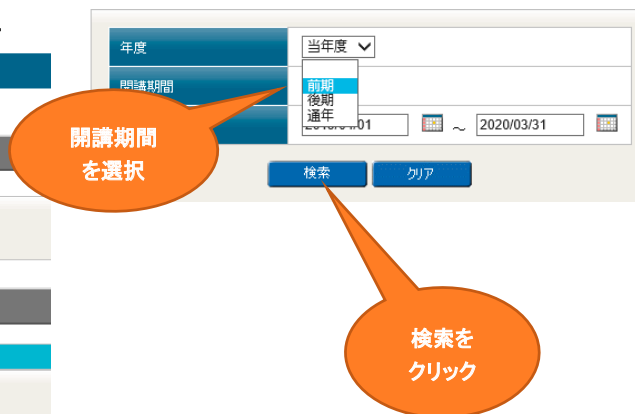 年度
当年度
開講期間
前期
後期
通年
/01
～
2020/03/31
開講期間
を選択
検索
クリア
検索を
クリック